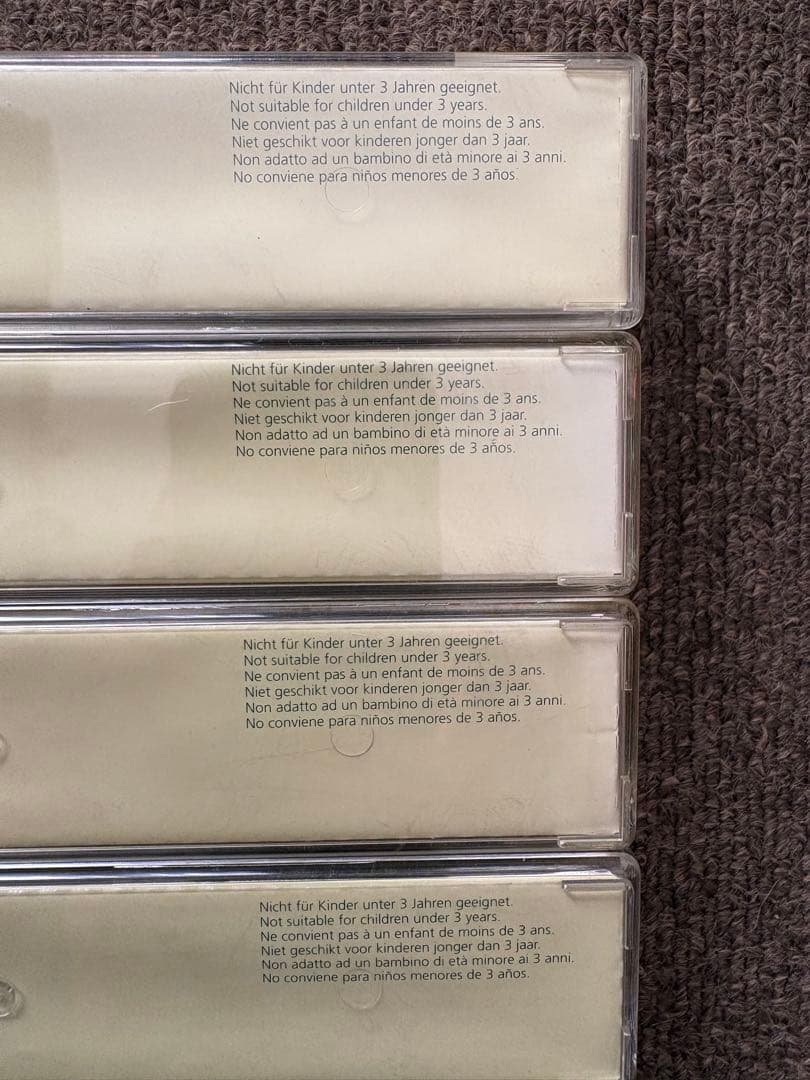 Nicht für Kinder unter 3 Jahren geeignet.
Not suitable for children under 3 years.
Ne convient pas à un enfant de moins de 3 ans.
Niet geschikt voor kinderen jonger dan 3 jaar.
Non adatto ad un bambino di età minore ai 3 anni.
No conviene para niños menores de 3 años.
Nicht für Kinder unter 3 Jahren geeignet.
Not suitable for children under 3 years.
Ne convient pas à un enfant de moins de 3 ans.
Niet geschikt voor kinderen jonger dan 3 jaar.
Non adatto ad un bambino di età minore ai 3 anni.
No conviene para niños menores de 3 años.
Nicht für Kinder unter 3 Jahren geeignet.
Not suitable for children under 3 years.
Ne convient pas à un enfant de moins de 3 ans.
Niet geschikt voor kinderen jonger dan 3 jaar.
Non adatto ad un bambino di età minore ai 3 anni.
No conviene para niños menores de 3 años.
Nicht für Kinder unter 3 Jahren geeignet.
Not suitable for children under 3 years.
Ne convient pas à un enfant de moins de 3 ans.
Niet geschikt voor kinderen jonger dan 3 jaar.
Non adatto ad un bambino di età minore ai 3 anni.
No conviene para niños menores de 3 años.